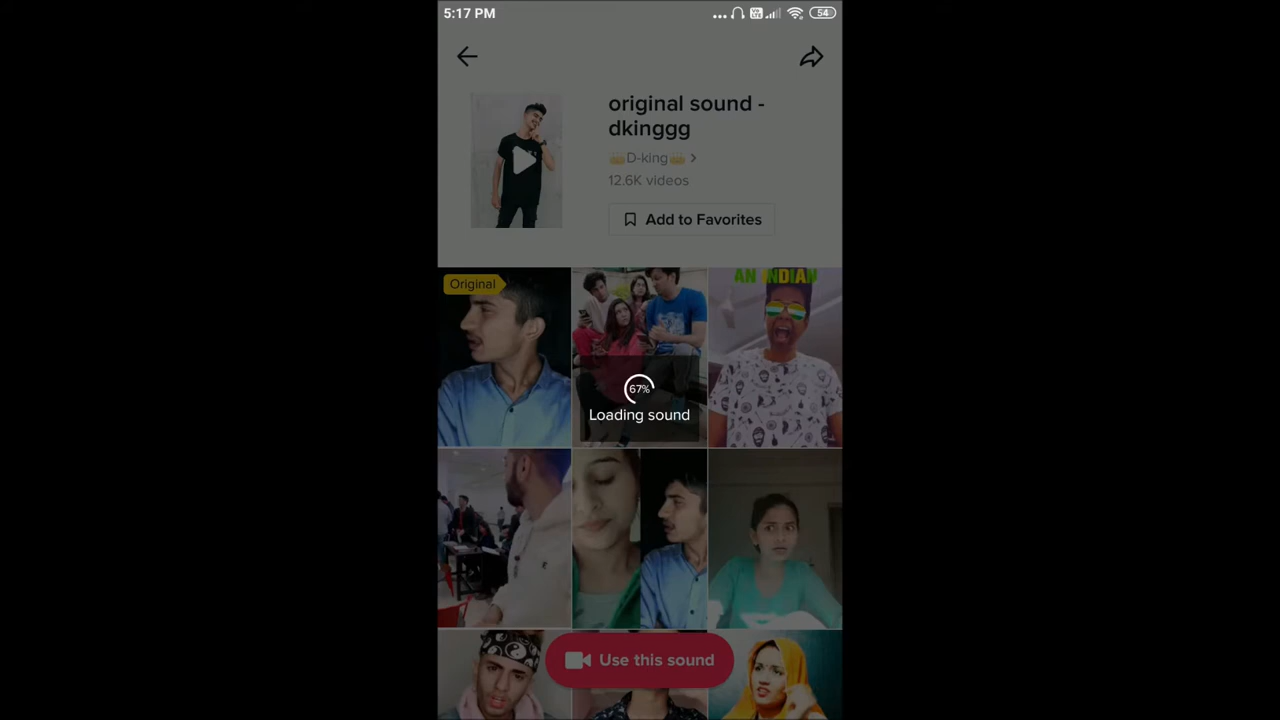 5:17 PM
54
original sound -
dkinggg
👑D-king👑 >
12.6K videos
Add to Favorites
Original
AN INDIAN
67%
Loading sound
Use this sound